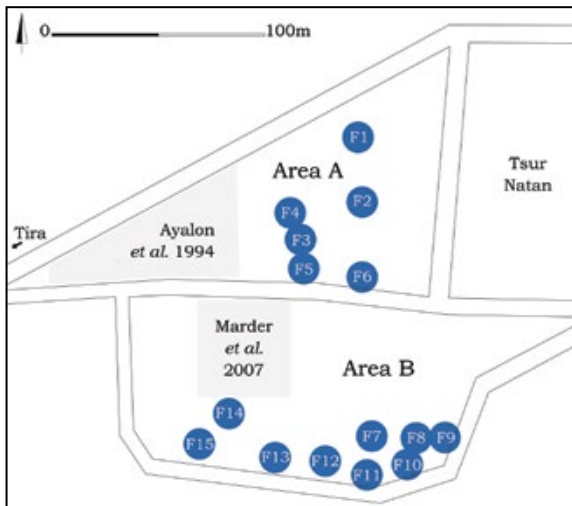 0
100m
F1
Area A
Tsur
Natan
F2
F4
Tira
Ayalon
et al. 1994
F3
F5
F6
Marder
et al.
2007
Area B
F14
F15
F13
F12
F7
F8
F9
F10
F11